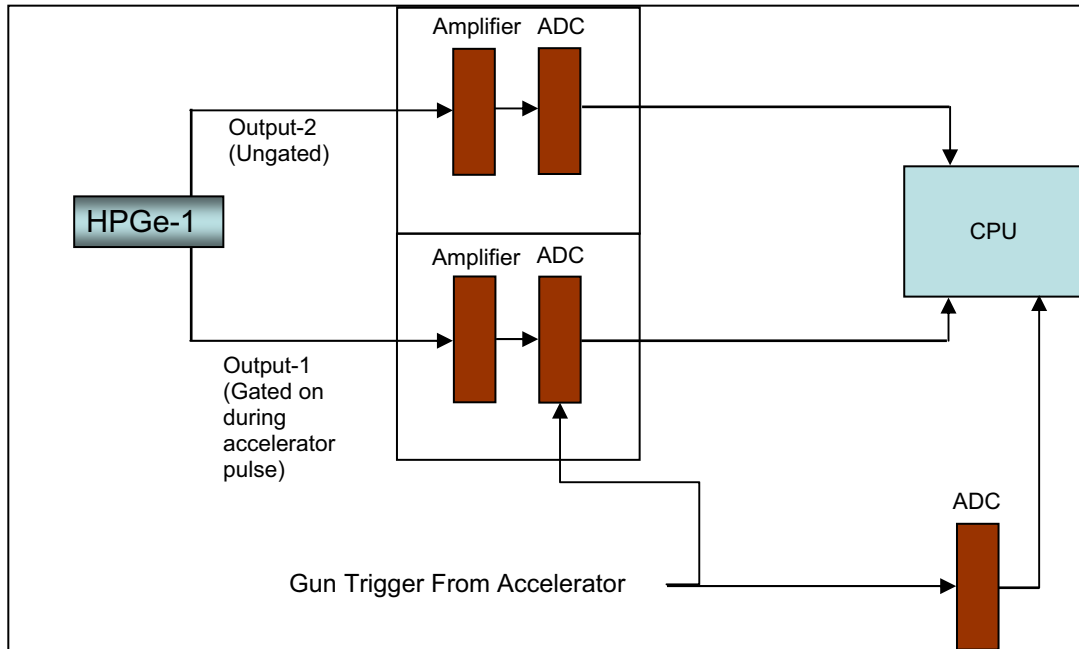 Amplifier ADC
Output-2
(Ungated)
HPGe-1
CPU
Amplifier ADC
Output-1
(Gated on
during
accelerator
pulse)
ADC
Gun Trigger From Accelerator